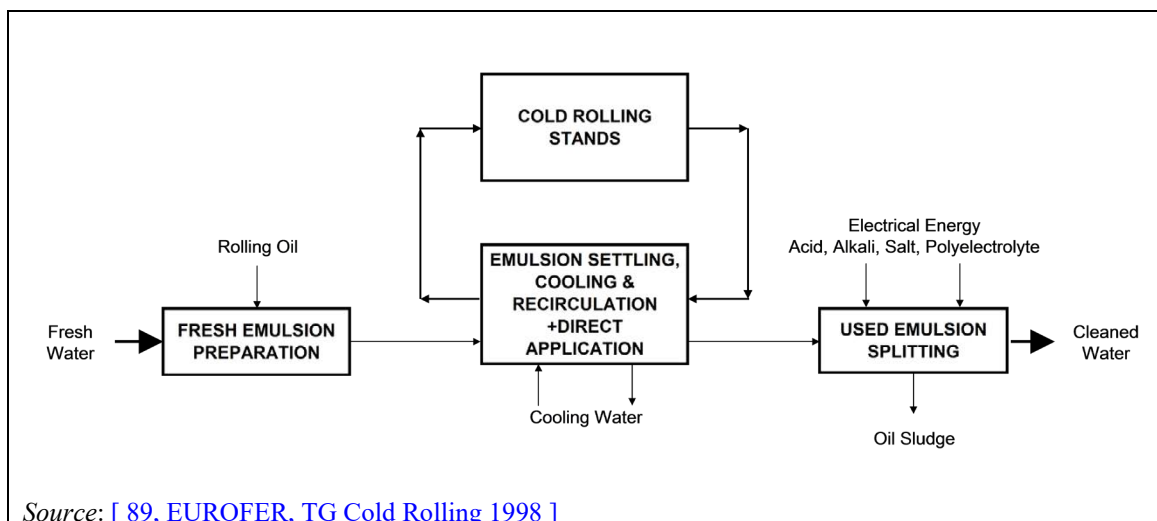 COLD ROLLING
STANDS
Rolling Oil
Electrical Energy
Acid, Alkali, Salt, Polyelectrolyte
Fresh
Water
FRESH EMULSION
PREPARATION
EMULSION SETTLING,
COOLING &
RECIRCULATION
+DIRECT
APPLICATION
USED EMULSION
SPLITTING
Cleaned
Water
Cooling Water
Oil Sludge
Source: [ 89, EUROFER, TG Cold Rolling 1998 ]